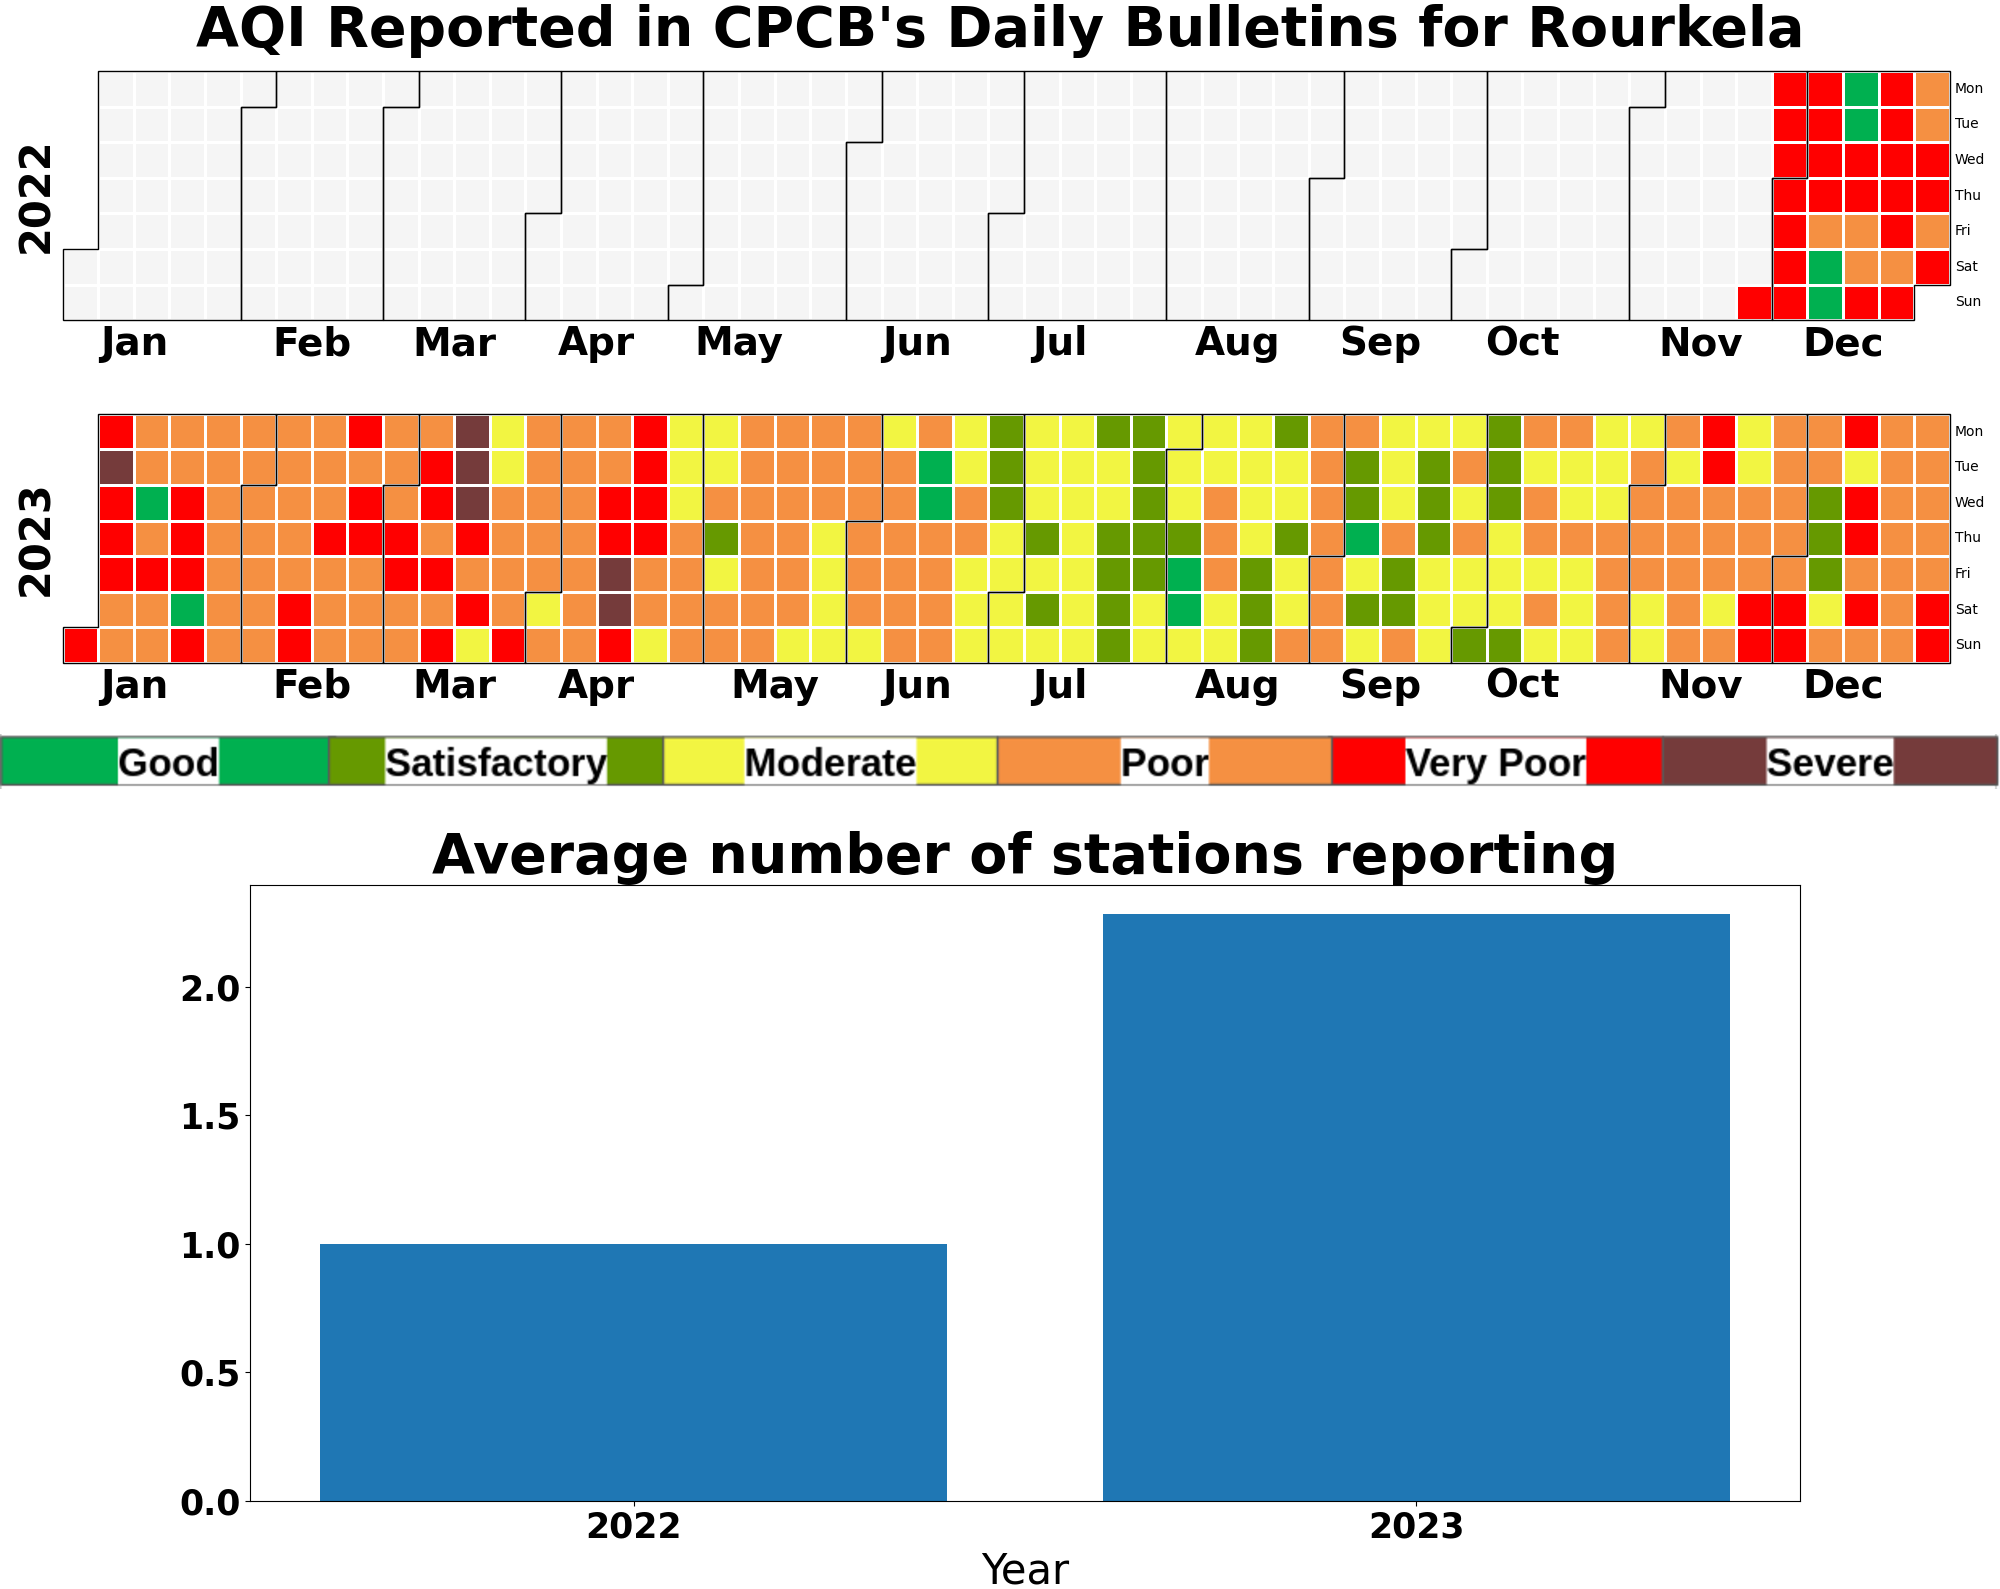 AQI Reported in CPCB's Daily Bulletins for Rourkela
2022
Mon
Tue
Wed
Thu
Fri
Sat
Sun
Jan Feb Mar Apr May Jun Jul Aug Sep Oct Nov Dec
2023
Mon
Tue
Wed
Thu
Fri
Sat
Sun
Jan Feb Mar Apr May Jun Jul Aug Sep Oct Nov Dec
Good Satisfactory Moderate Poor Very Poor Severe
Average number of stations reporting
2.0
1.5
1.0
0.5
0.0
2022 2023
Year